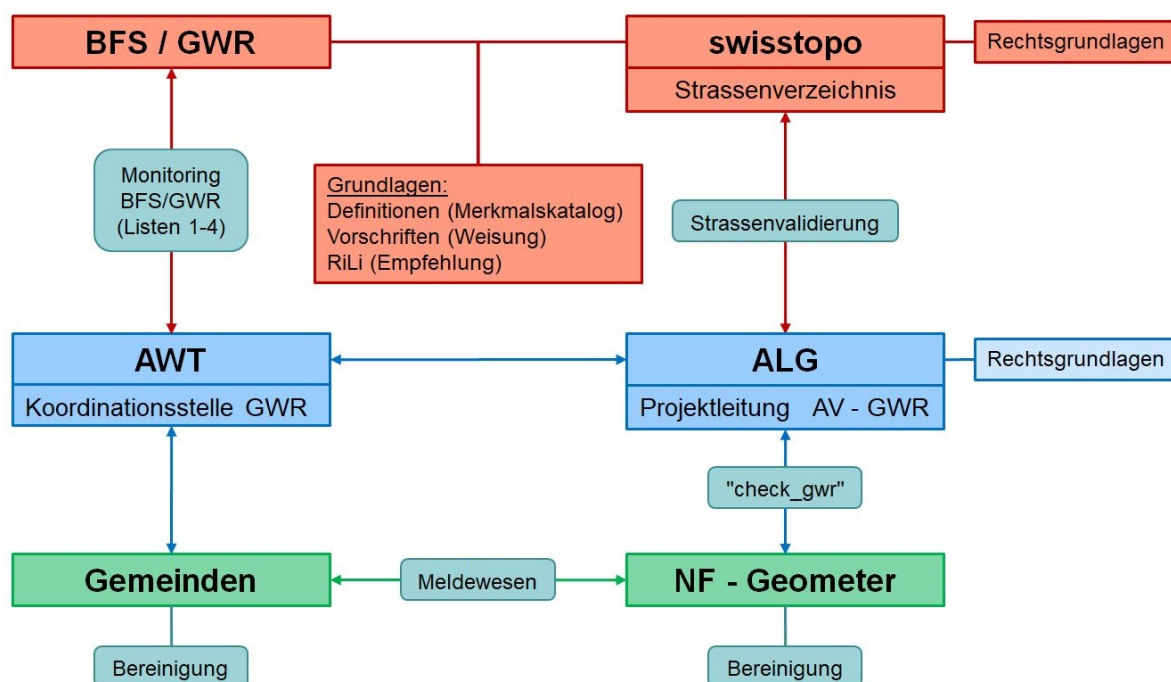 BFS / GWR
swisstopo
Rechtsgrundlagen
Strassenverzeichnis
Monitoring
BFS/GWR
(Listen 1-4)
Grundlagen:
Definitionen (Merkmalskatalog)
Vorschriften (Weisung)
RiLi (Empfehlung)
Strassenvalidierung
AWT
ALG
Rechtsgrundlagen
Koordinationsstelle GWR
Projektleitung AV - GWR
"check_gwr"
Gemeinden
Meldewesen
NF - Geometer
Bereinigung
Bereinigung